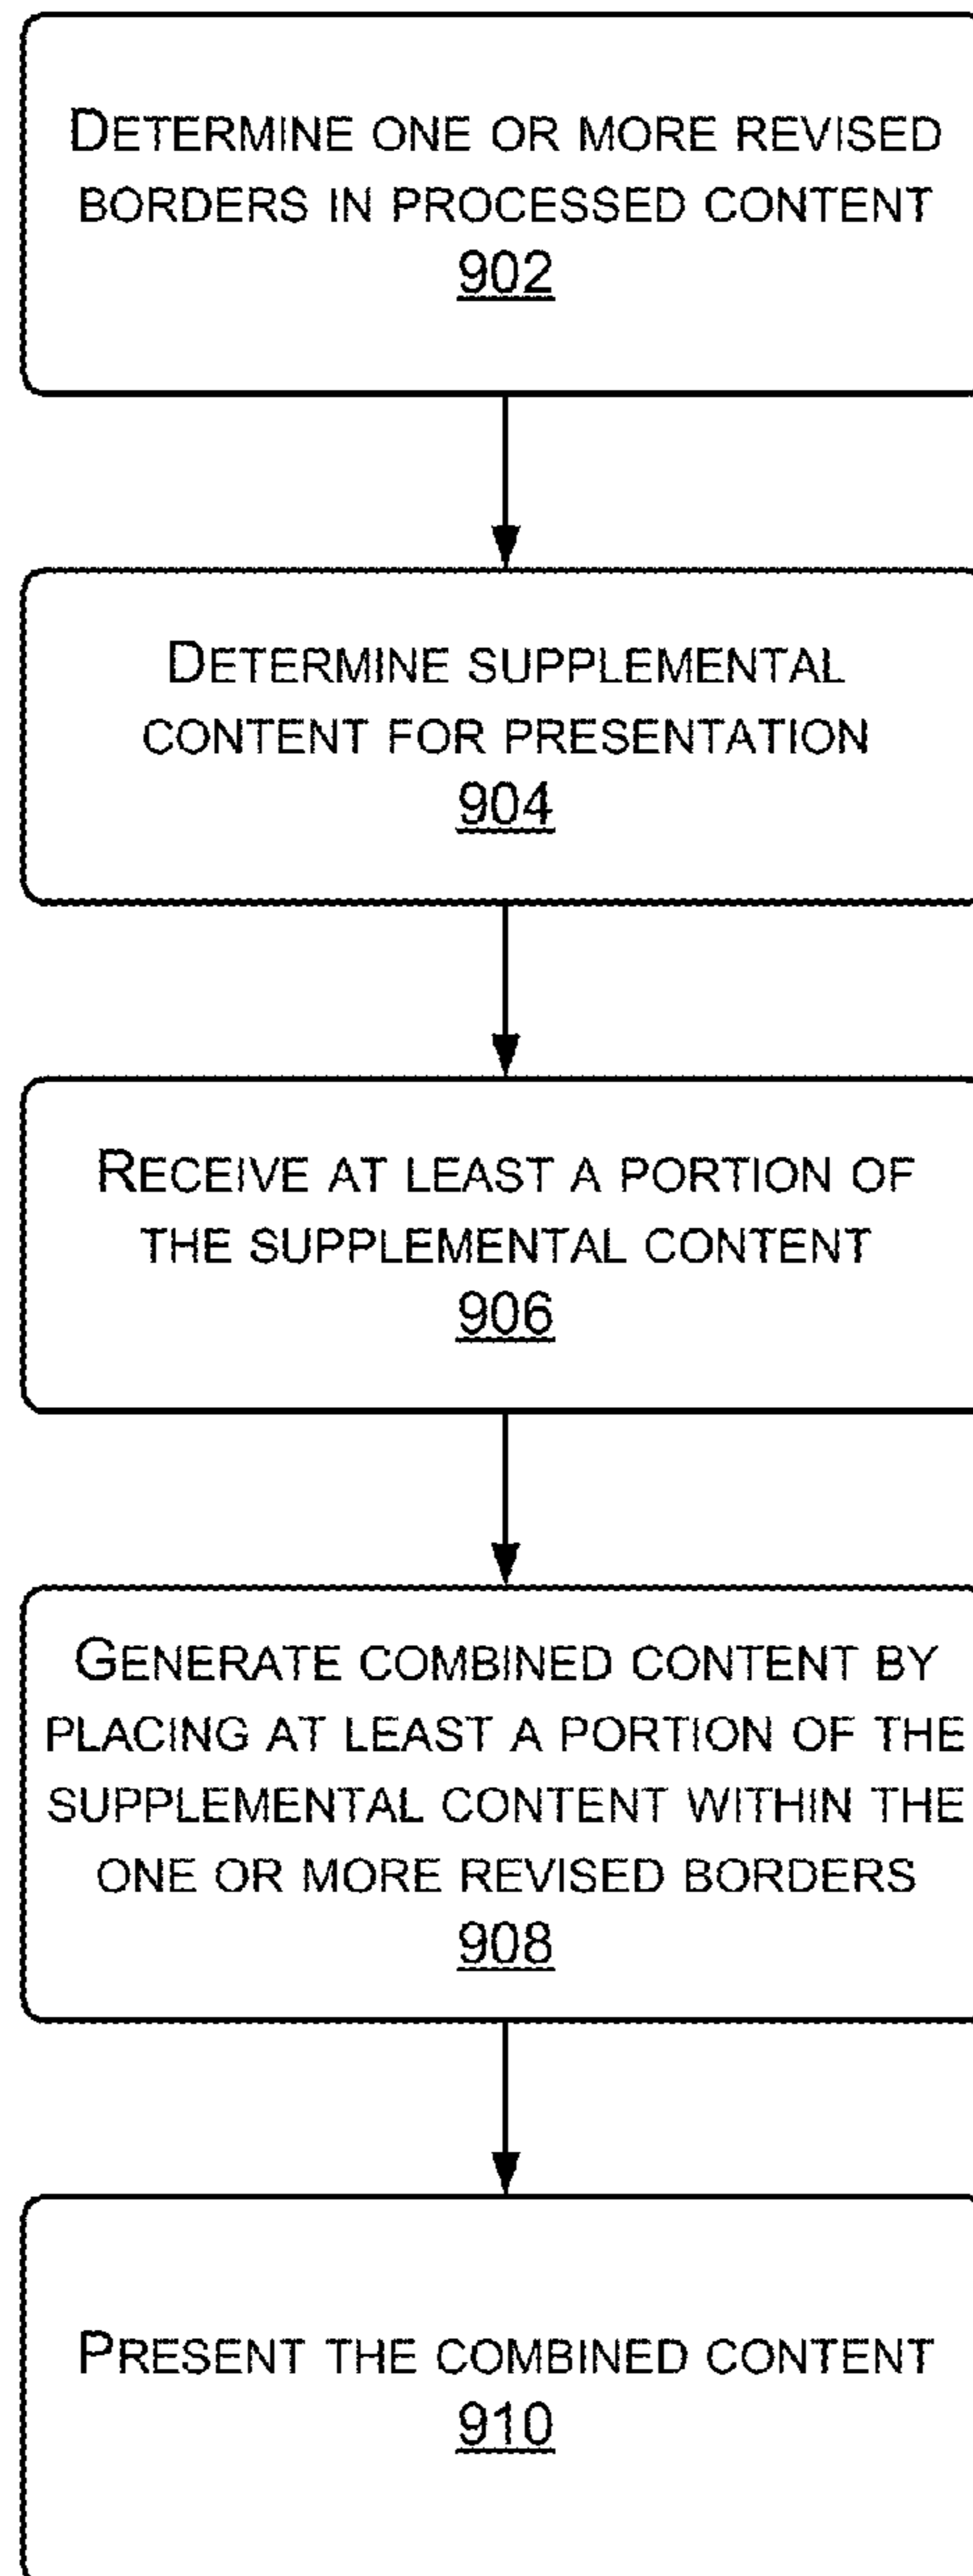 DETERMINE ONE OR MORE REVISED
BORDERS IN PROCESSED CONTENT
902
DETERMINE SUPPLEMENTAL
CONTENT FOR PRESENTATION
904
RECEIVE AT LEAST A PORTION OF
THE SUPPLEMENTAL CONTENT
906
GENERATE COMBINED CONTENT BY
PLACING AT LEAST A PORTION OF THE
SUPPLEMENTAL CONTENT WITHIN THE
ONE OR MORE REVISED BORDERS
908
PRESENT THE COMBINED CONTENT
910